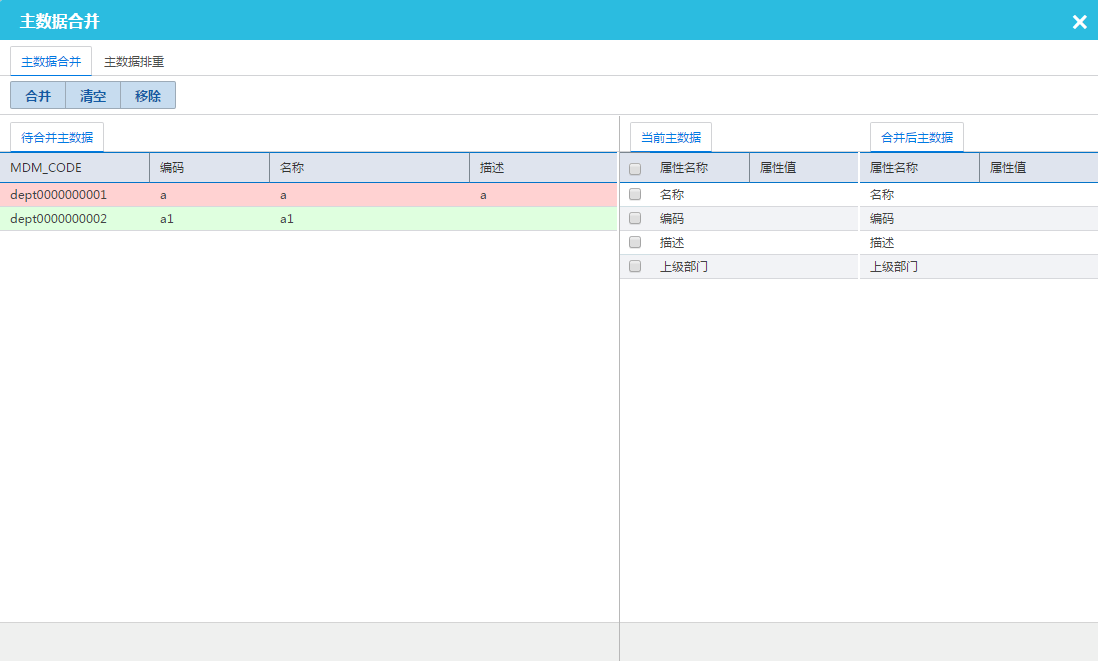 主数据合并
主数据合并 主数据排重
合并 清空 移除
待合并主数据
MDM_CODE 编码 名称 描述
dept0000000001 a a a
dept0000000002 a1 a1
当前主数据 合并后主数据
属性名称 属性值 属性名称 属性值
名称 名称
编码 编码
描述 描述
上级部门 上级部门